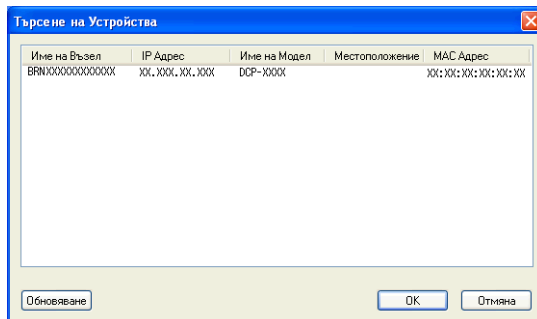 Търсене на Устройства
Име на Възел IP Адрес Име на Модел Местоположение MAC Адрес
BRNXXXXXXXXXXXX XX.XXX.XX.XXX DCP-XXXX XX:XX:XX:XX:XX:XX
Обновяване OK Отмяна